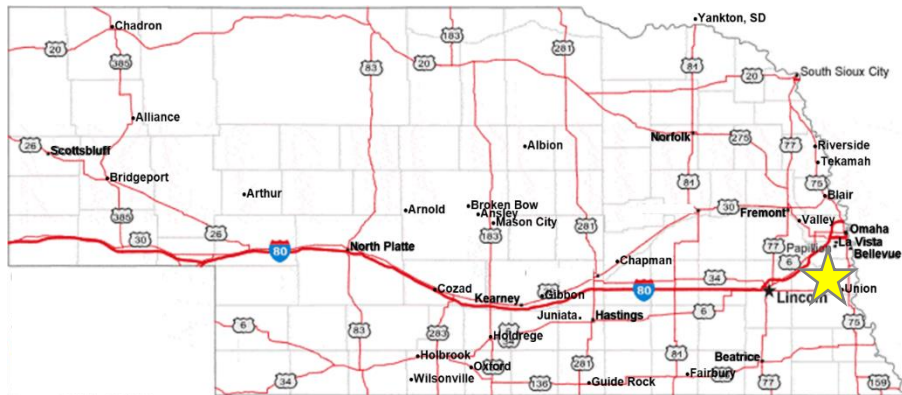 Yankton, SD
Chadron
183
281
20
83
81
20
20
South Sioux City
385
Alliance
26
Scottsbluff
Albion
Norfolk
275
77
Riverside
Tekamah
Bridgeport
81
75
Blair
Arthur
Arnold
Broken Bow
Ansley
Mason City
30
Fremont
Valley
385
183
281
Omaha
30
26
North Platte
77
Papillion
La Vista
6
Bellevue
80
Chapman
34
Cozad
Kearney
Gibbon
80
Lincoln
Union
Juniata
Hastings
6
75
6
83
283
34
Holdrege
281
81
Holbrook
Oxford
Beatrice
34
Wilsonville
136
Guide Rock
Fairbury
77
159